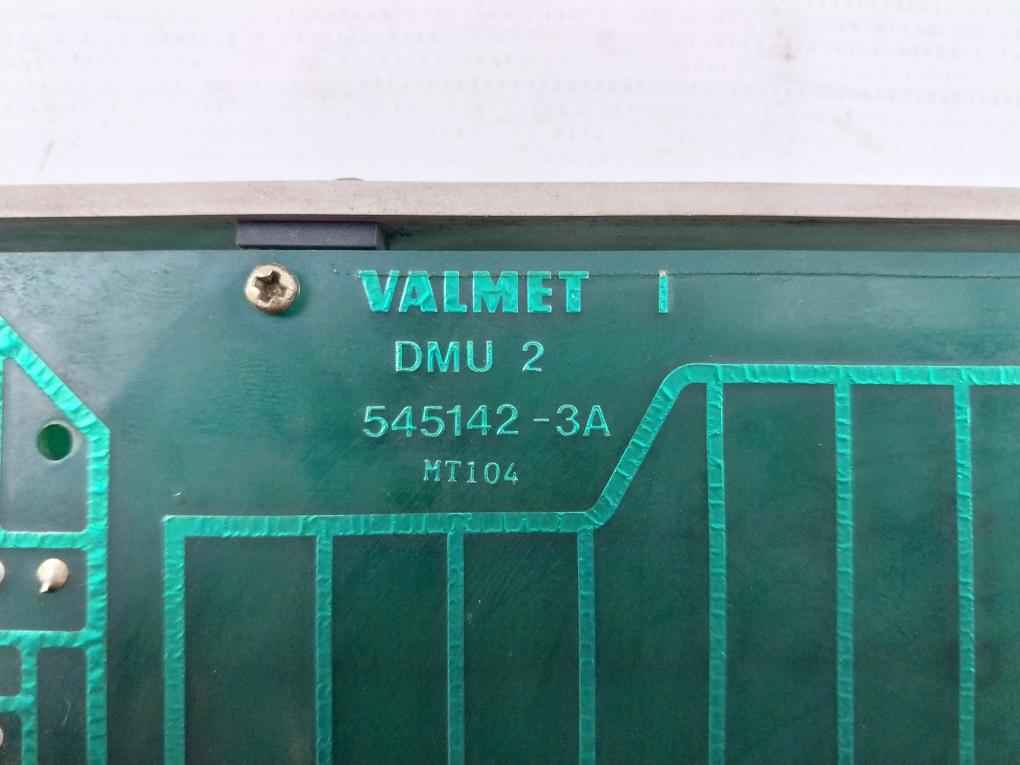 VALMET I
DMU 2
545142-3A
MT104